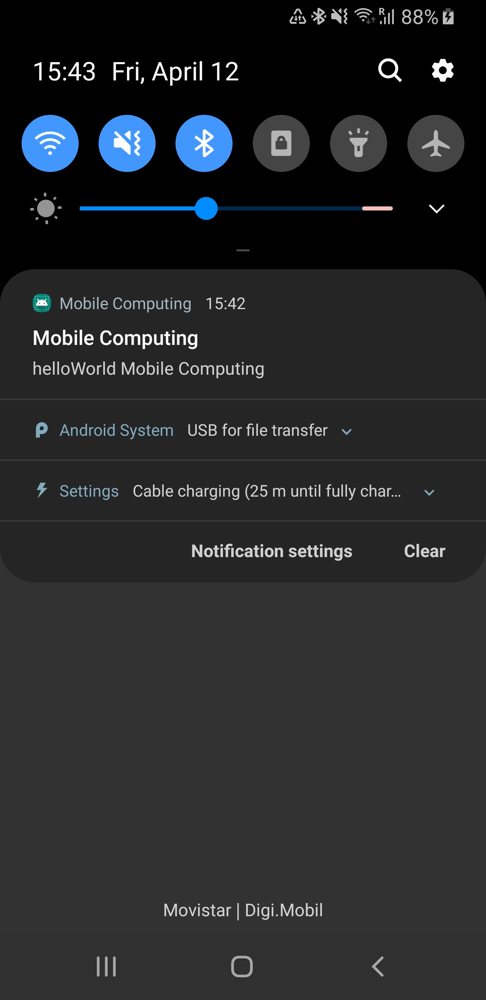 R 88%
15:43 Fri, April 12
Mobile Computing 15:42
Mobile Computing
helloWorld Mobile Computing
Android System USB for file transfer
Settings Cable charging (25 m until fully char...
Notification settings Clear
Movistar | Digi.Mobil